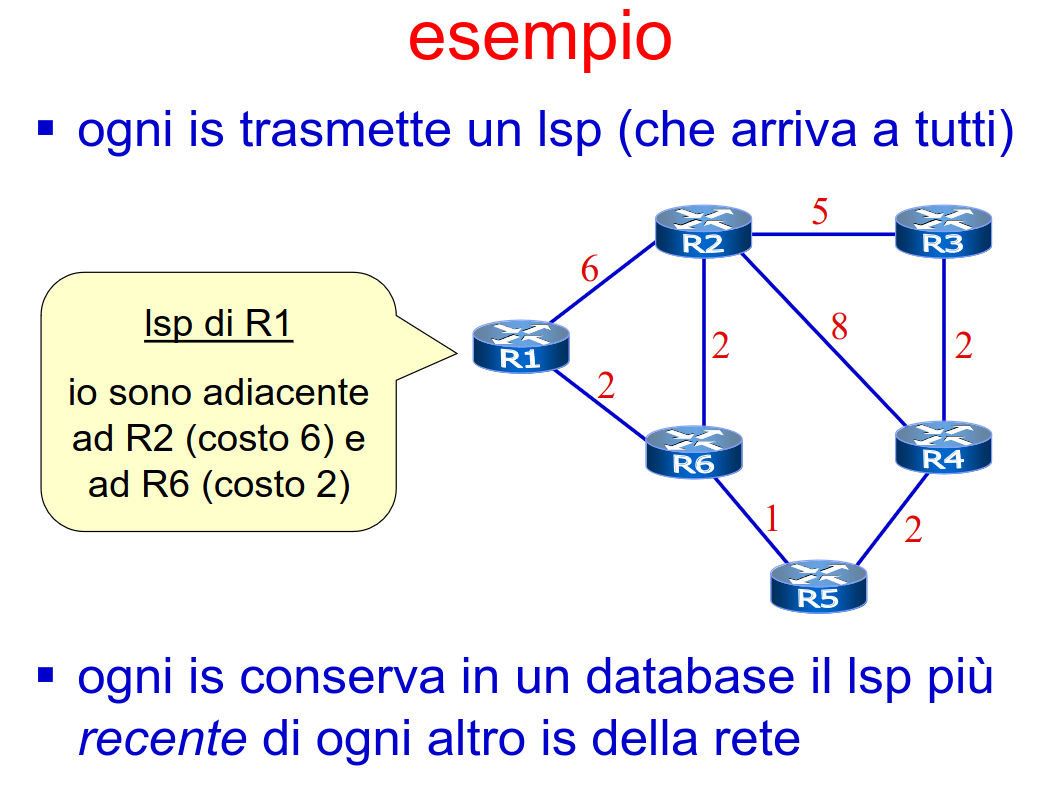 esempio
▪ ogni is trasmette un lsp (che arriva a tutti)
5
R2
R3
6
lsp di R1
8
R1
2
2
io sono adiacente
2
ad R2 (costo 6) e
R6
R4
ad R6 (costo 2)
1
2
R5
▪ ogni is conserva in un database il lsp più
recente di ogni altro is della rete